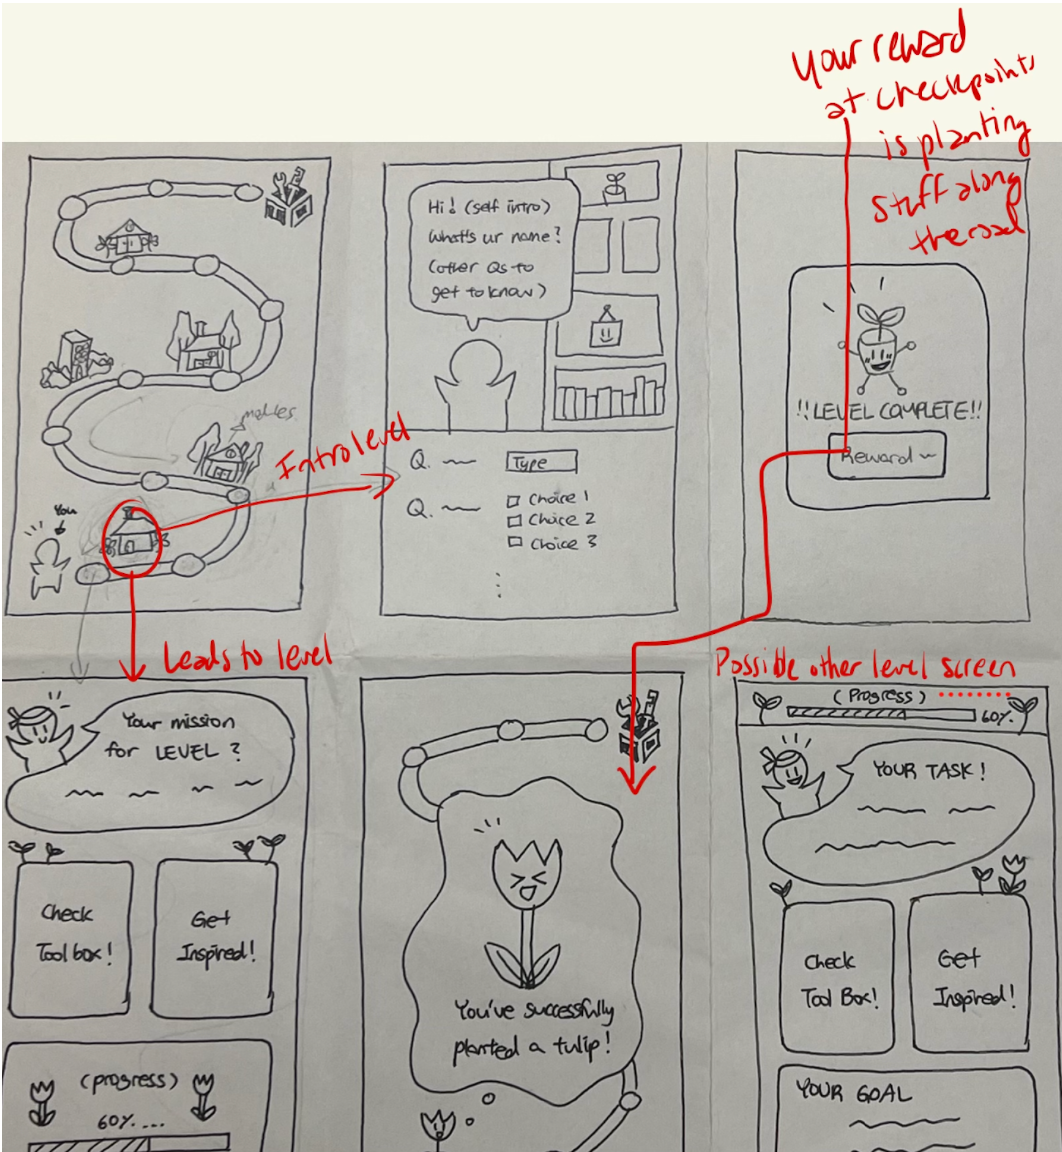 Your reward
at checkpoints
is planting
stuff along
the road
Hi! (self intro)
What's ur name?
(other Qs to
get to know)
!!LEVEL COMPLETE!!
Reward
Intro level
You
Q.
Type
Q.
Choice 1
Choice 2
Choice 3
Leads to level
Possible other level screen
Your mission
for LEVEL ?
Check
Tool box!
Get
Inspired!
(progress)
60%....
You've successfully
planted a tulip!
(Progress)
60%
YOUR TASK!
Check
Tool Box!
Get
Inspired!
YOUR GOAL